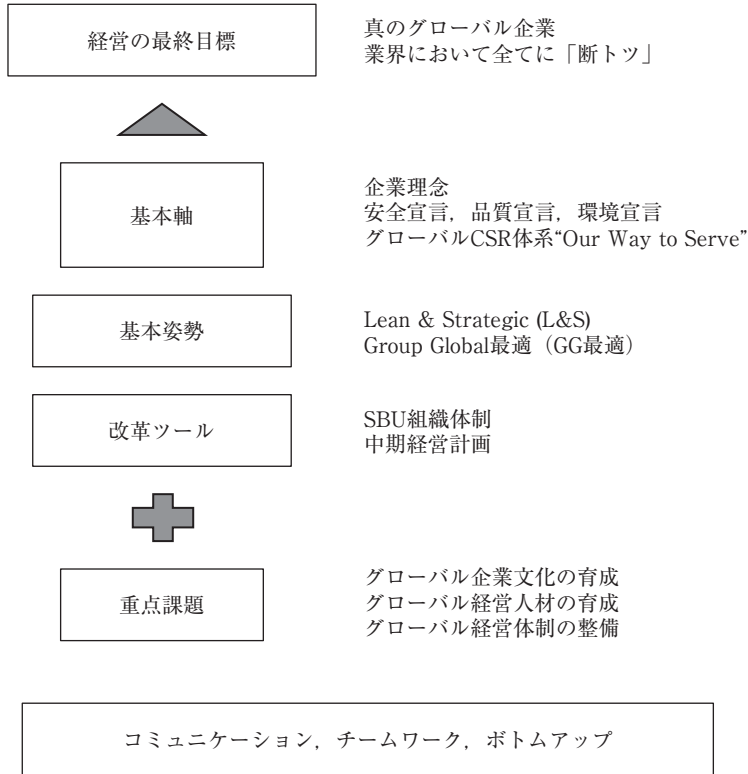 経営の最終目標
真のグローバル企業
業界において全てに「断トツ」
基本軸
企業理念
安全宣言，品質宣言，環境宣言
グローバルCSR体系“Our Way to Serve”
基本姿勢
Lean & Strategic (L&S)
Group Global最適（GG最適）
改革ツール
SBU組織体制
中期経営計画
重点課題
グローバル企業文化の育成
グローバル経営人材の育成
グローバル経営体制の整備
コミュニケーション，チームワーク，ボトムアップ